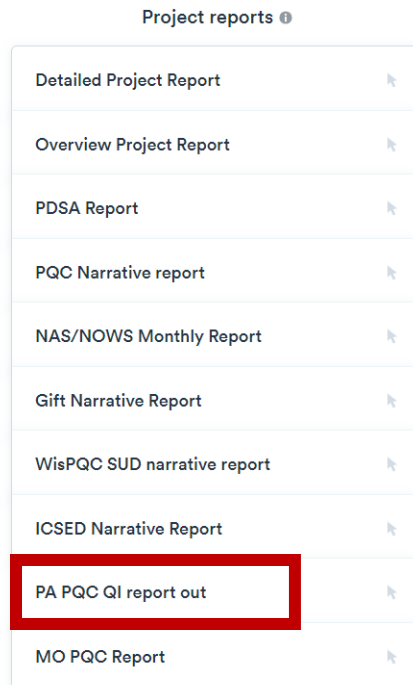 Project reports
Detailed Project Report
Overview Project Report
PDSA Report
PQC Narrative report
NAS/NOWS Monthly Report
Gift Narrative Report
WisPQC SUD narrative report
ICSED Narrative Report
PA PQC QI report out
MO PQC Report